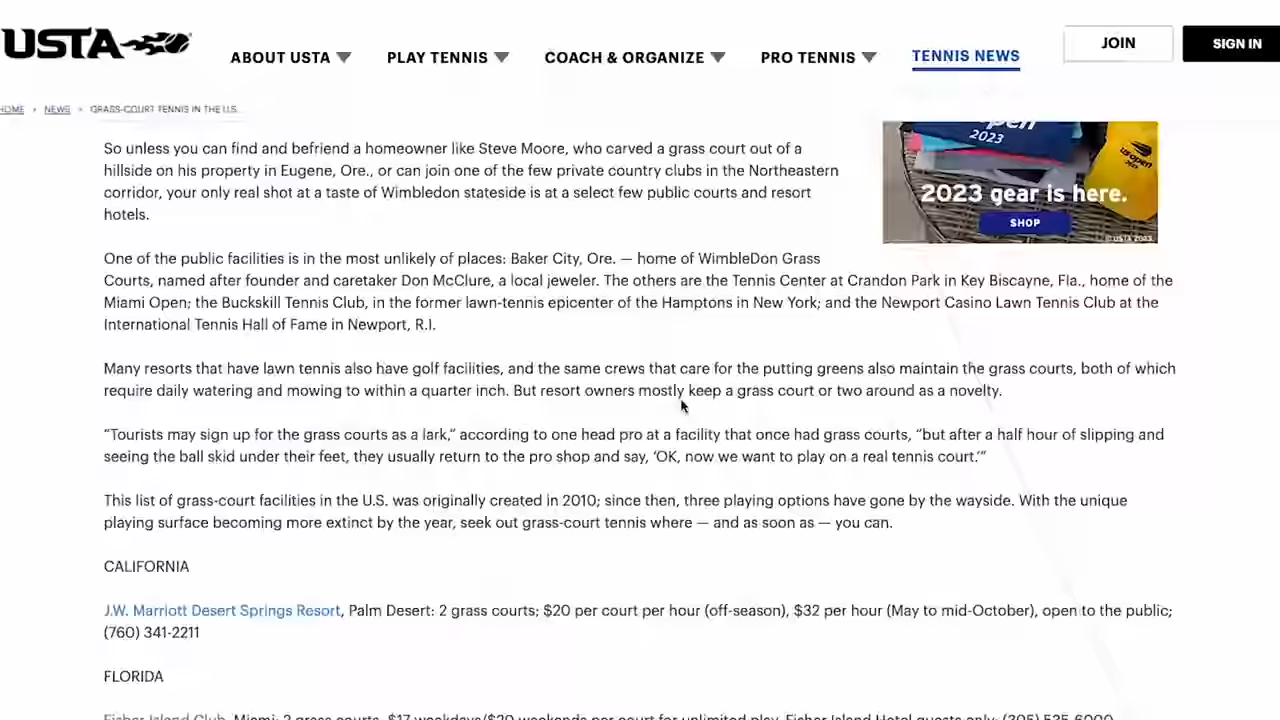 USTA
ABOUT USTA
PLAY TENNIS
COACH & ORGANIZE
PRO TENNIS
TENNIS NEWS
JOIN
SIGN IN
HOME
NEWS
GRASS-COURT TENNIS IN THE U.S.
So unless you can find and befriend a homeowner like Steve Moore, who carved a grass court out of a
hillside on his property in Eugene, Ore., or can join one of the few private country clubs in the Northeastern
corridor, your only real shot at a taste of Wimbledon stateside is at a select few public courts and resort
hotels.
open
2023
us open
2023 gear is here.
SHOP
© USTA 2023
One of the public facilities is in the most unlikely of places: Baker City, Ore. — home of WimbleDon Grass
Courts, named after founder and caretaker Don McClure, a local jeweler. The others are the Tennis Center at Crandon Park in Key Biscayne, Fla., home of the
Miami Open; the Buckskill Tennis Club, in the former lawn-tennis epicenter of the Hamptons in New York; and the Newport Casino Lawn Tennis Club at the
International Tennis Hall of Fame in Newport, R.I.
Many resorts that have lawn tennis also have golf facilities, and the same crews that care for the putting greens also maintain the grass courts, both of which
require daily watering and mowing to within a quarter inch. But resort owners mostly keep a grass court or two around as a novelty.
“Tourists may sign up for the grass courts as a lark,” according to one head pro at a facility that once had grass courts, “but after a half hour of slipping and
seeing the ball skid under their feet, they usually return to the pro shop and say, ‘OK, now we want to play on a real tennis court.’”
This list of grass-court facilities in the U.S. was originally created in 2010; since then, three playing options have gone by the wayside. With the unique
playing surface becoming more extinct by the year, seek out grass-court tennis where — and as soon as — you can.
CALIFORNIA
J.W. Marriott Desert Springs Resort, Palm Desert: 2 grass courts; $20 per court per hour (off-season), $32 per hour (May to mid-October), open to the public;
(760) 341-2211
FLORIDA
Fisher Island Club, Miami: 2 grass courts, $17 weekdays/$20 weekends per court for unlimited play, Fisher Island Hotel guests only; (305) 535-6000